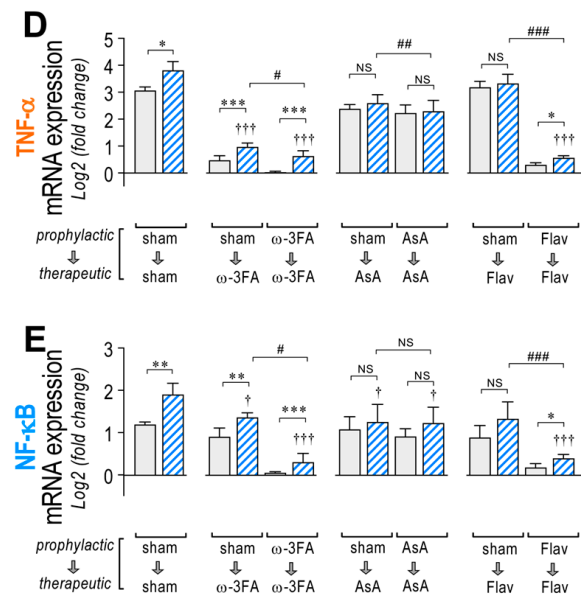 D
TNF-α
mRNA expression
Log2 (fold change)
5
4
3
2
1
0
*
***
†††
#
***
†††
NS
##
NS
NS
###
*
†††
prophylactic
therapeutic
sham ω-3FA
sham sham ω-3FA sham AsA sham Flav
sham ω-3FA ω-3FA AsA AsA Flav Flav
E
NF-κB
mRNA expression
Log2 (fold change)
3
2
1
0
**
**
†
#
***
†††
NS
†
NS
NS
†
NS
###
*
†††
prophylactic
therapeutic
sham sham ω-3FA sham AsA sham Flav
sham ω-3FA ω-3FA AsA AsA Flav Flav